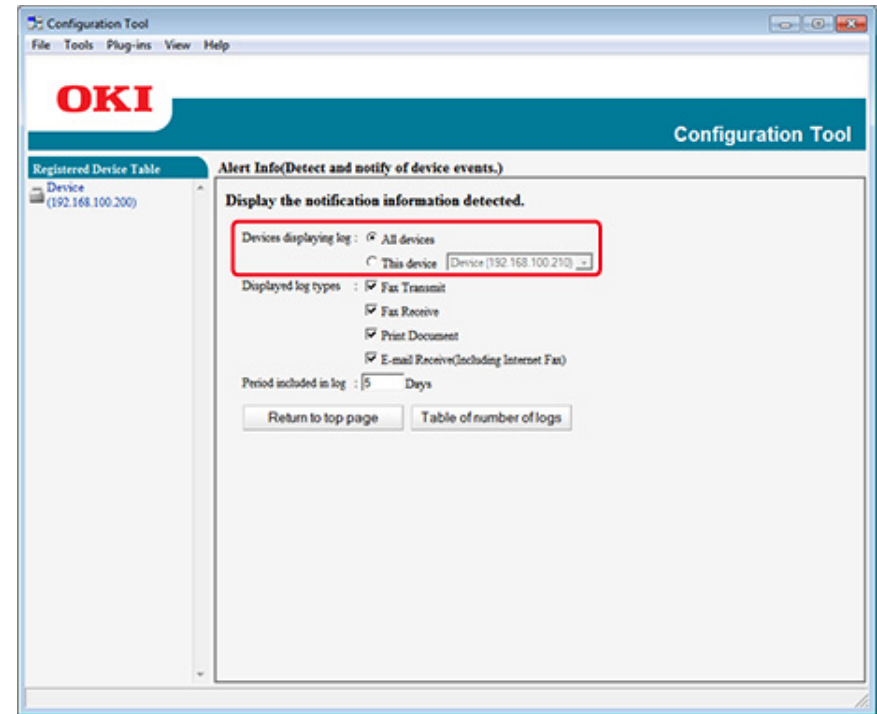 Configuration Tool
File Tools Plug-ins View Help
OKI
Configuration Tool
Registered Device Table
Device
(192.168.100.200)
Alert Info(Detect and notify of device events.)
Display the notification information detected.
Devices displaying log : All devices
This device Device (192.168.100.210)
Displayed log types : Fax Transmit
Fax Receive
Print Document
E-mail Receive(Including Internet Fax)
Period included in log : 5 Days
Return to top page Table of number of logs